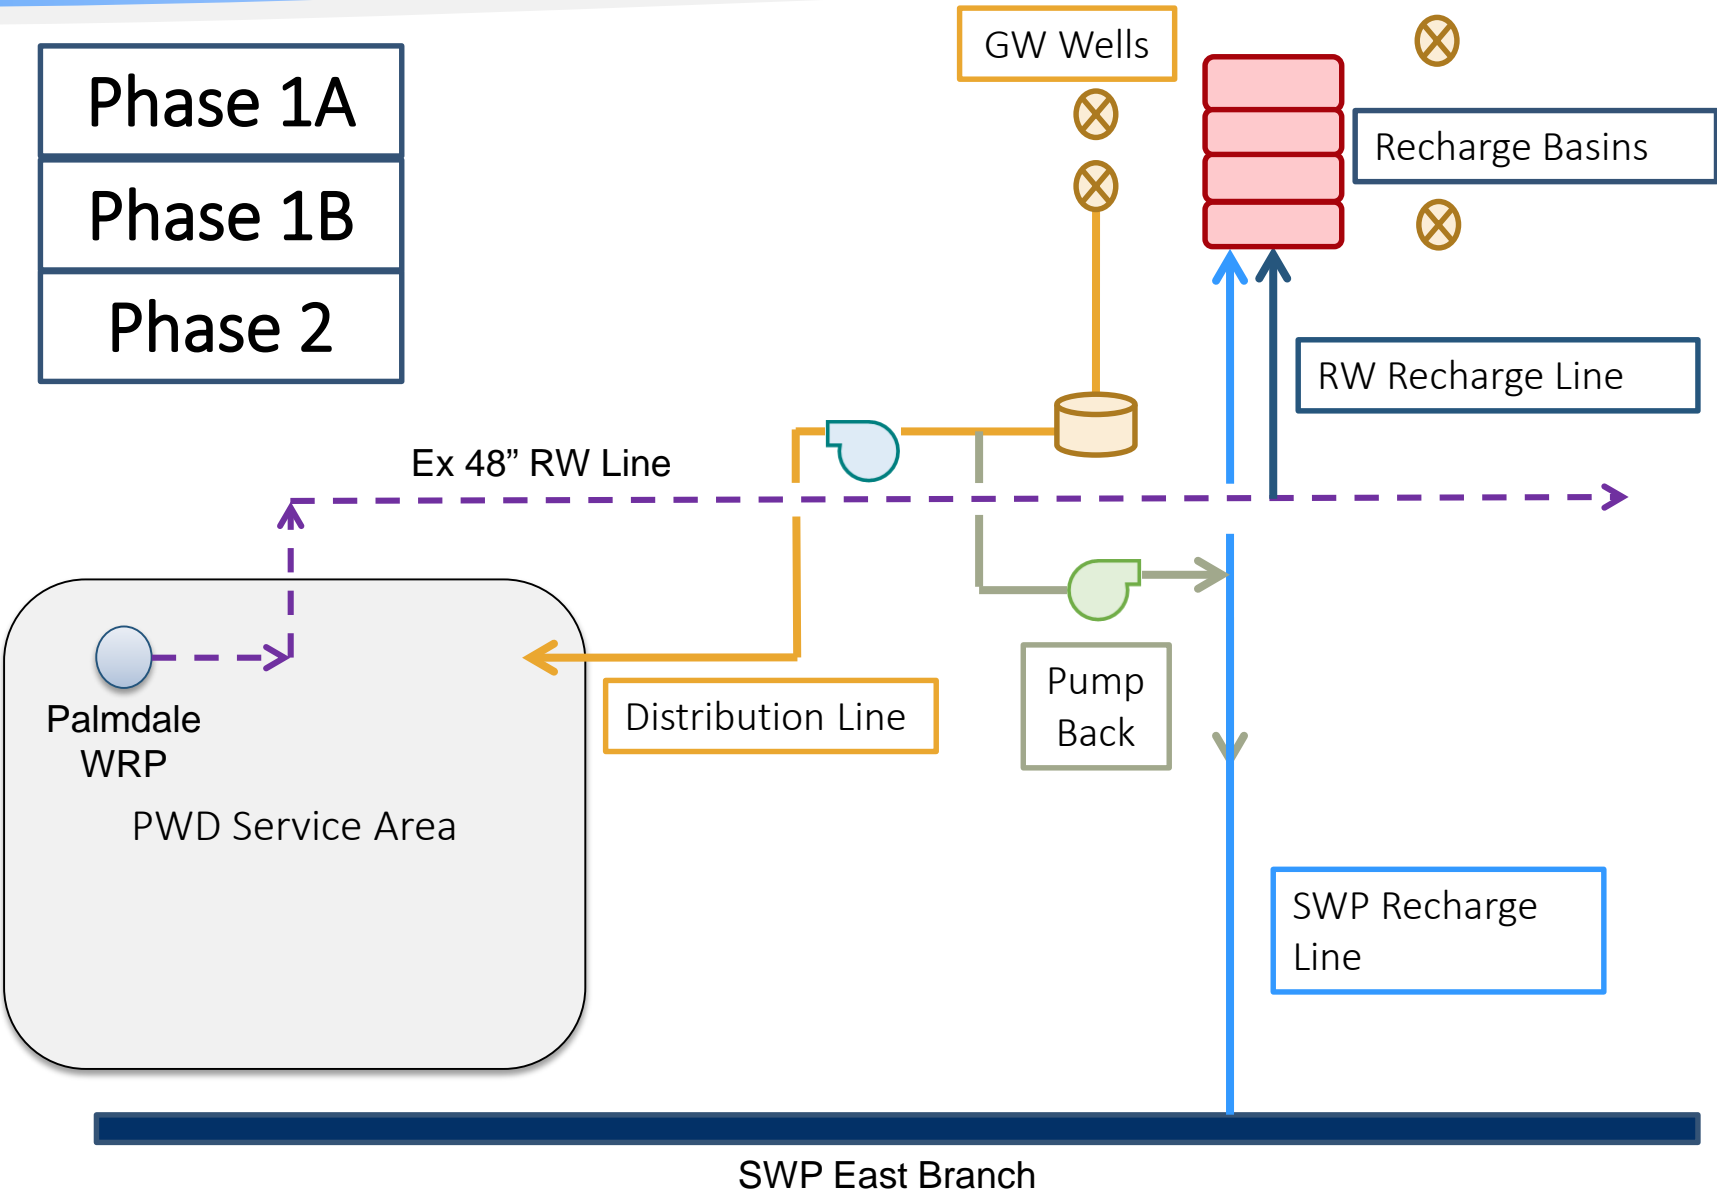 Phase 1A
Phase 1B
Phase 2
GW Wells
Recharge Basins
RW Recharge Line
Ex 48” RW Line
Distribution Line
Pump
Back
Palmdale
WRP
PWD Service Area
SWP Recharge
Line
SWP East Branch